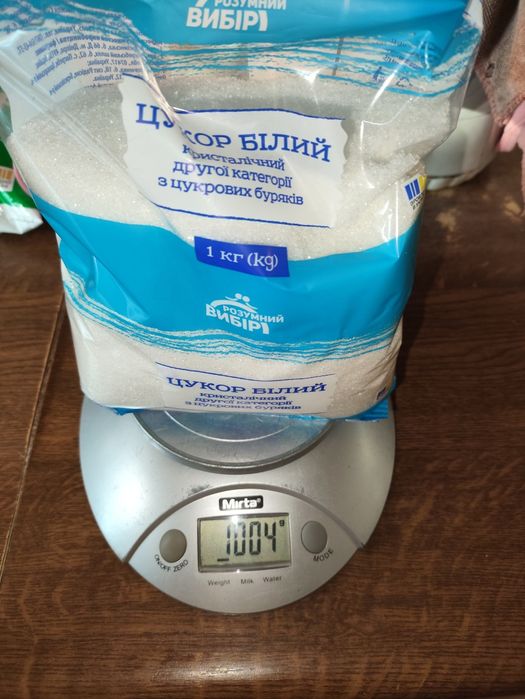 РОЗУМНИЙ
ВИБІР
ЦУКОР БІЛИЙ
кристалічний
другої категорії
з цукрових буряків
1 кг (kg)
РОЗУМНИЙ
ВИБІР
ЦУКОР БІЛИЙ
кристалічний
другої категорії
з цукрових буряків
Mirta®
1004 g
ON/OFF ZERO
MODE
Weight Milk Water